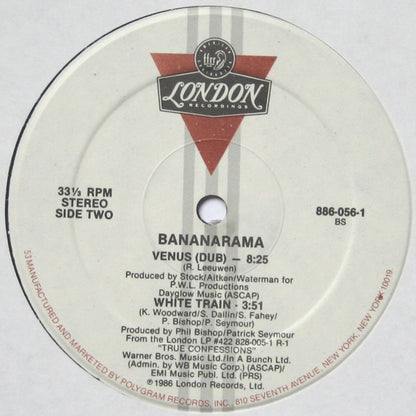 ffrr
LONDON
RECORDINGS
33⅓ RPM
STEREO
SIDE TWO
886-056-1
BS
BANANARAMA
VENUS (DUB) — 8:25
(R. Leeuwen)
Produced by Stock/Aitken/Waterman for
P.W.L. Productions
Dayglow Music (ASCAP)
WHITE TRAIN - 3:51
(K. Woodward/S. Dallin/S. Fahey/
P. Bishop/P. Seymour)
Produced by Phil Bishop/Patrick Seymour
From the London LP #422 828-005-1 R-1
"TRUE CONFESSIONS"
Warner Bros. Music Ltd./In A Bunch Ltd.
(Admin. by WB Music Corp.) (ASCAP)/
EMI Music Publ. Ltd. (PRS)
℗ 1986 London Records, Ltd.
53 MANUFACTURED AND MARKETED BY POLYGRAM RECORDS, INC., 810 SEVENTH AVENUE, NEW YORK, NEW YORK 10019